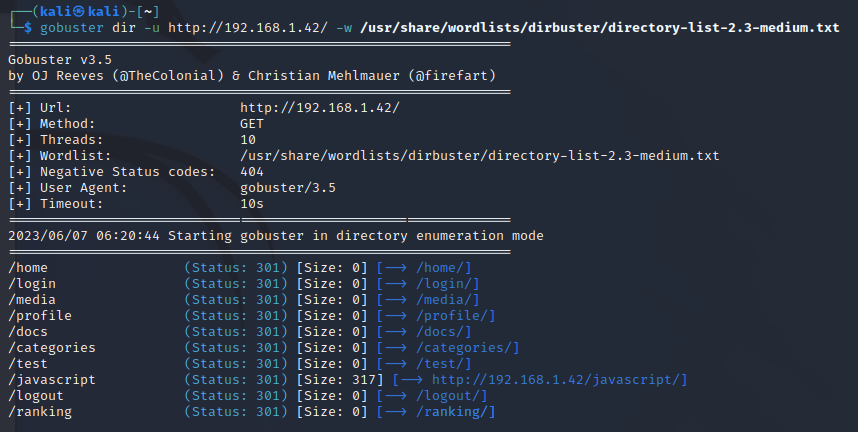 ┌──(kali㉿kali)-[~]
└─$ gobuster dir -u http://192.168.1.42/ -w /usr/share/wordlists/dirbuster/directory-list-2.3-medium.txt
===============================================================
Gobuster v3.5
by OJ Reeves (@TheColonial) & Christian Mehlmauer (@firefart)
===============================================================
[+] Url:                     http://192.168.1.42/
[+] Method:                  GET
[+] Threads:                 10
[+] Wordlist:                /usr/share/wordlists/dirbuster/directory-list-2.3-medium.txt
[+] Negative Status codes:   404
[+] User Agent:              gobuster/3.5
[+] Timeout:                 10s
===============================================================
2023/06/07 06:20:44 Starting gobuster in directory enumeration mode
===============================================================
/home                 (Status: 301) [Size: 0] [--> /home/]
/login                (Status: 301) [Size: 0] [--> /login/]
/media                (Status: 301) [Size: 0] [--> /media/]
/profile              (Status: 301) [Size: 0] [--> /profile/]
/docs                 (Status: 301) [Size: 0] [--> /docs/]
/categories           (Status: 301) [Size: 0] [--> /categories/]
/test                 (Status: 301) [Size: 0] [--> /test/]
/javascript           (Status: 301) [Size: 317] [--> http://192.168.1.42/javascript/]
/logout               (Status: 301) [Size: 0] [--> /logout/]
/ranking              (Status: 301) [Size: 0] [--> /ranking/]